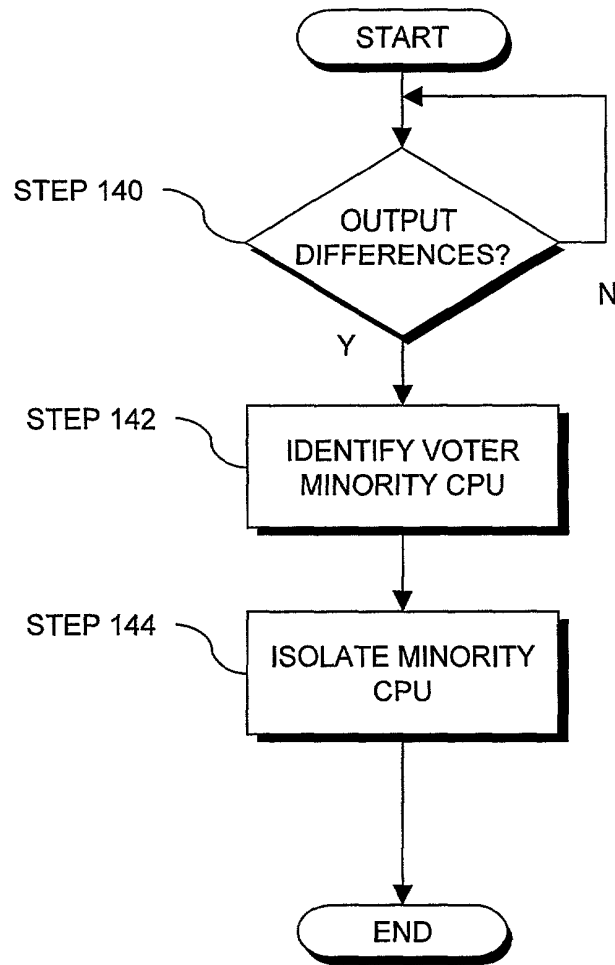 START
STEP 140
OUTPUT
DIFFERENCES?
N
Y
STEP 142
IDENTIFY VOTER
MINORITY CPU
STEP 144
ISOLATE MINORITY
CPU
END